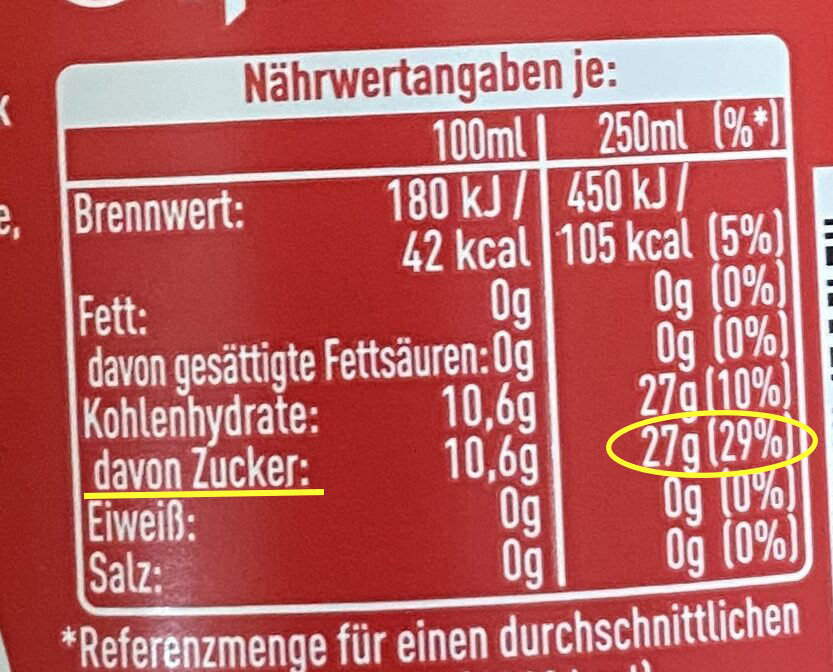 Nährwertangaben je:
100ml 250ml (%*)
Brennwert: 180 kJ / 450 kJ /
42 kcal 105 kcal (5%)
Fett: 0g 0g (0%)
davon gesättigte Fettsäuren: 0g 0g (0%)
Kohlenhydrate: 10,6g 27g (10%)
davon Zucker: 10,6g 27g (29%)
Eiweiß: 0g 0g (0%)
Salz: 0g 0g (0%)
*Referenzmenge für einen durchschnittlichen